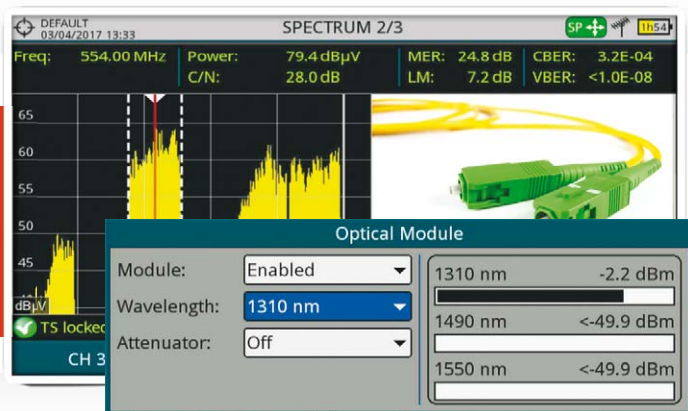 DEFAULT
03/04/2017 13:33
SPECTRUM 2/3
SP
1h54
Freq: 554.00 MHz Power: 79.4 dBµV MER: 24.8 dB CBER: 3.2E-04
C/N: 28.0 dB LM: 7.2 dB VBER: <1.0E-08
65
60
55
50
45
dBµV
TS locked
CH 3
Optical Module
Module: Enabled
Wavelength: 1310 nm
Attenuator: Off
1310 nm -2.2 dBm
1490 nm <-49.9 dBm
1550 nm <-49.9 dBm